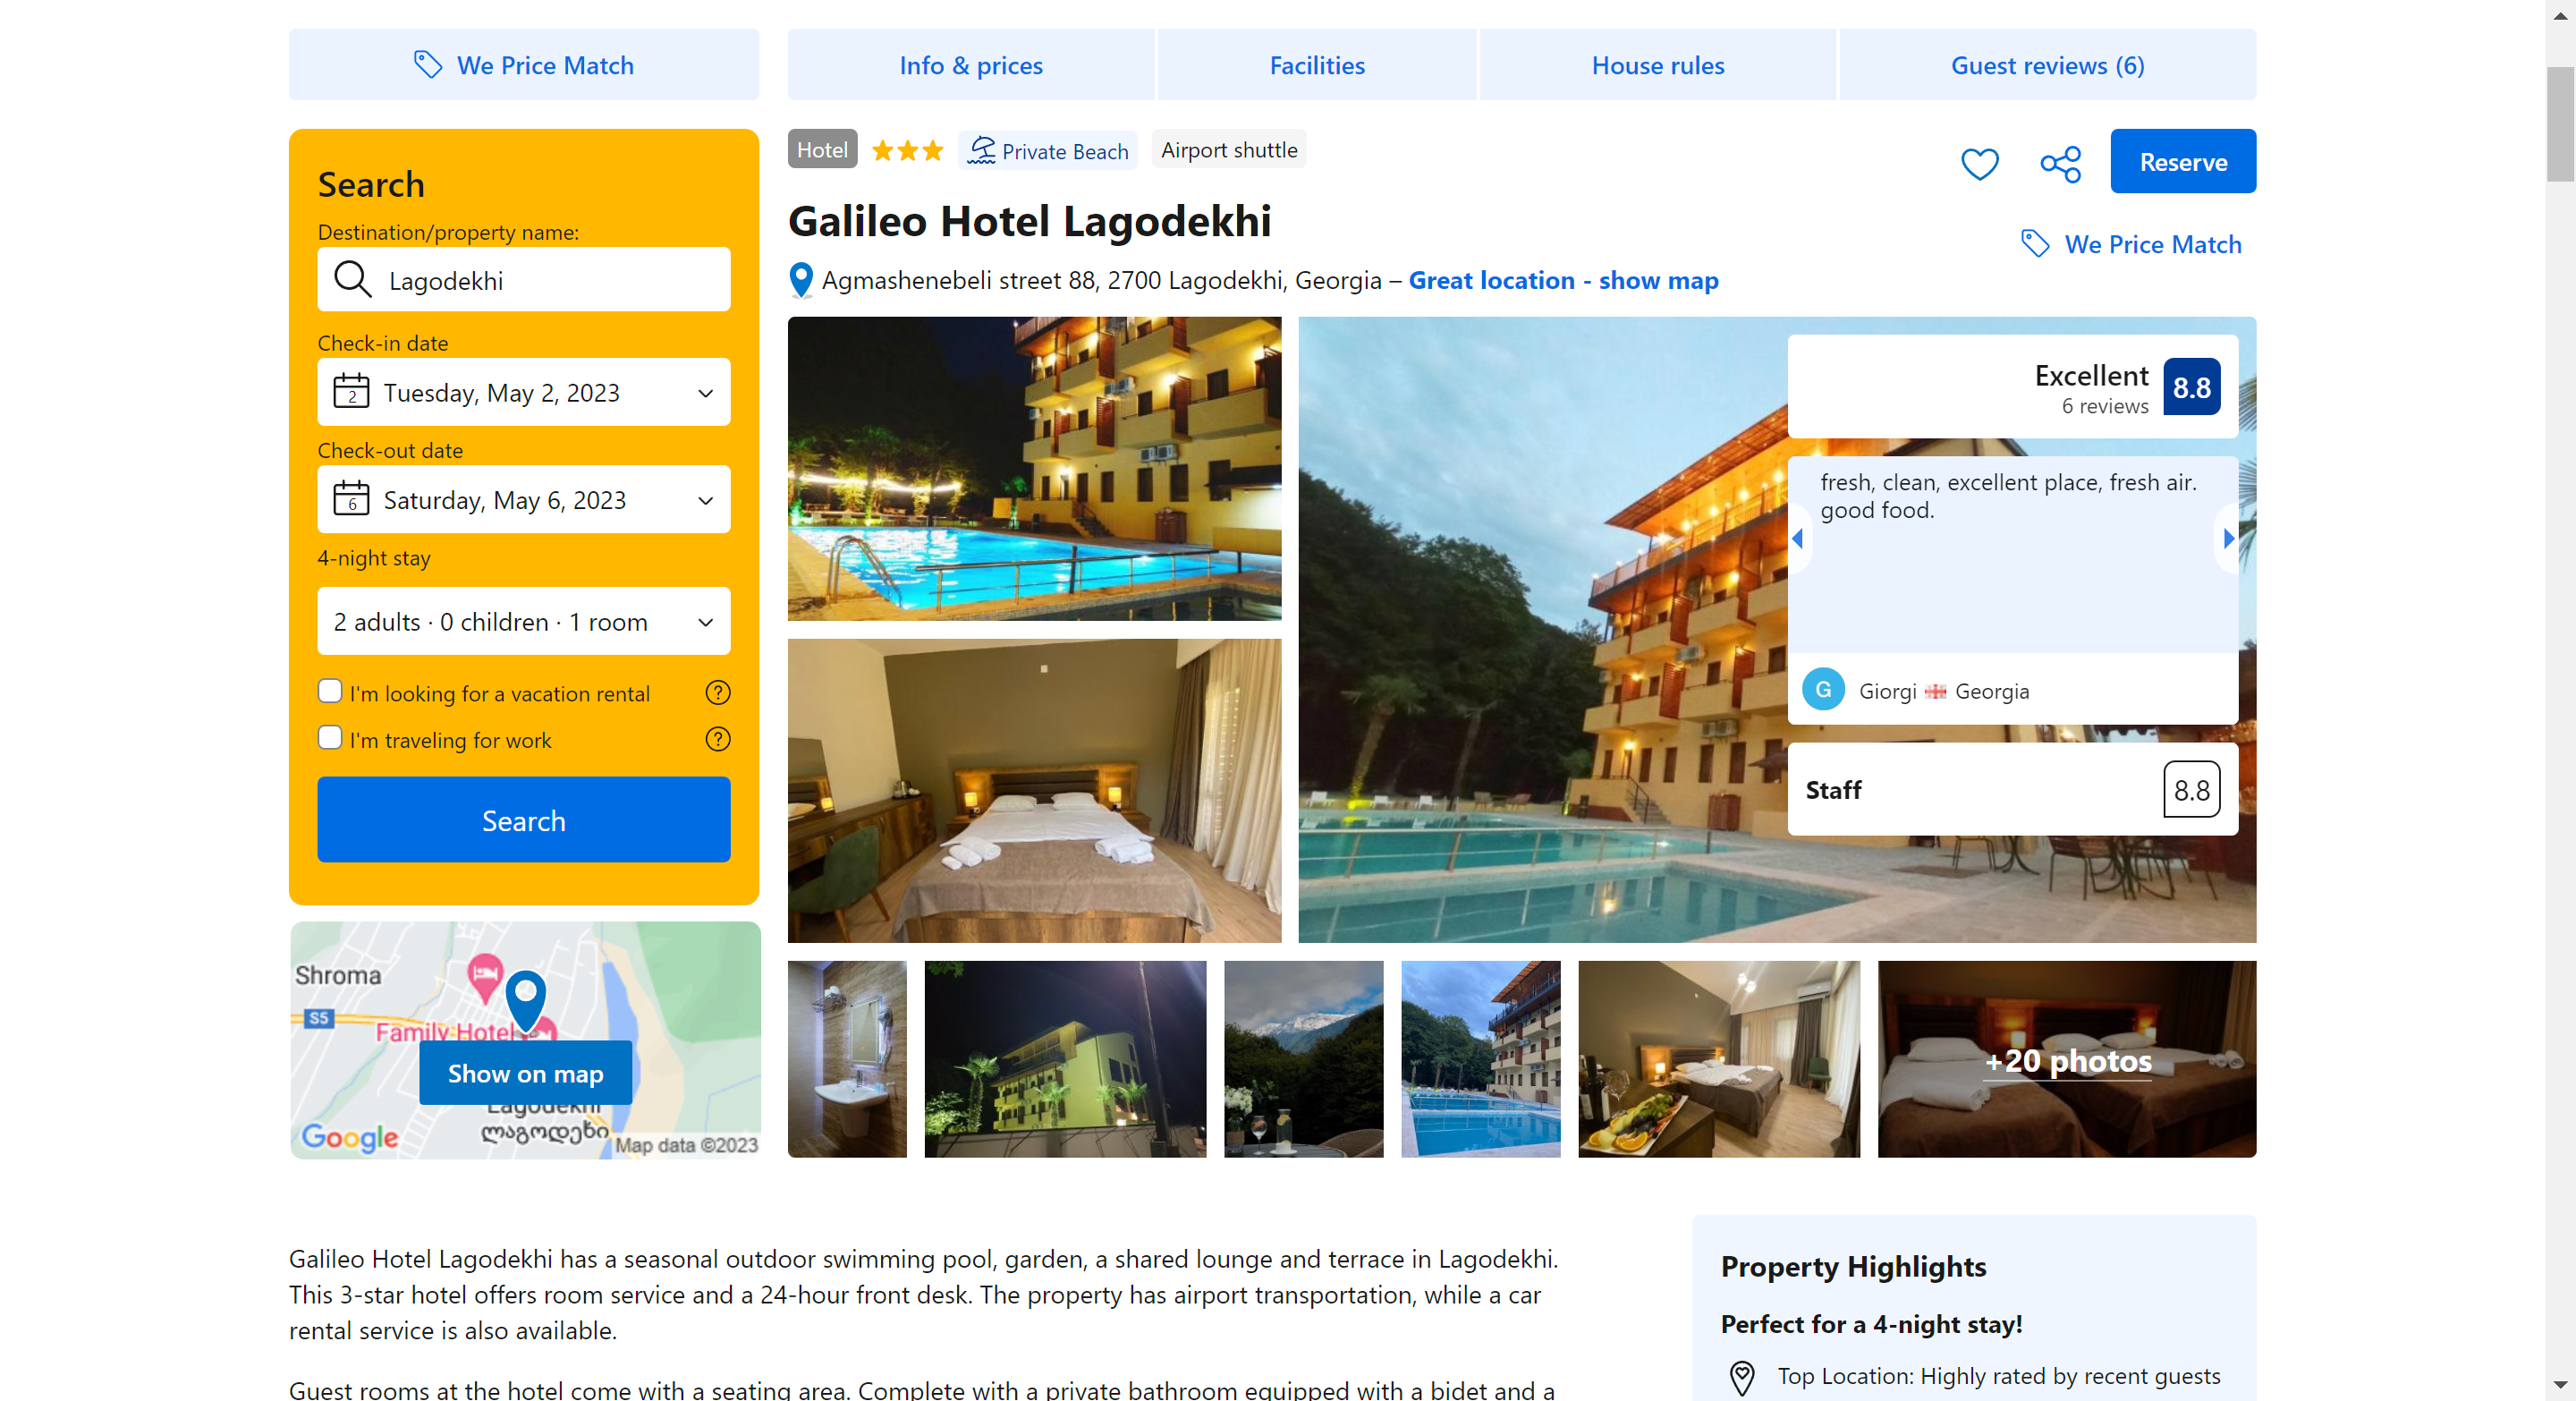 We Price Match
Info & prices
Facilities
House rules
Guest reviews (6)
Search
Destination/property name:
Lagodekhi
Check-in date
2
Tuesday, May 2, 2023
Check-out date
6
Saturday, May 6, 2023
4-night stay
2 adults · 0 children · 1 room
I'm looking for a vacation rental
?
I'm traveling for work
?
Search
Shroma
S5
Family Hotel
Show on map
Lagodekhi
ლაგოდეხი
Google
Map data ©2023
Hotel
Private Beach
Airport shuttle
Reserve
Galileo Hotel Lagodekhi
We Price Match
Agmashenebeli street 88, 2700 Lagodekhi, Georgia – Great location - show map
Excellent
6 reviews
8.8
fresh, clean, excellent place, fresh air.
good food.
G
Giorgi Georgia
Staff
8.8
+20 photos
Galileo Hotel Lagodekhi has a seasonal outdoor swimming pool, garden, a shared lounge and terrace in Lagodekhi.
This 3-star hotel offers room service and a 24-hour front desk. The property has airport transportation, while a car
rental service is also available.
Guest rooms at the hotel come with a seating area. Complete with a private bathroom equipped with a bidet and a
Property Highlights
Perfect for a 4-night stay!
Top Location: Highly rated by recent guests